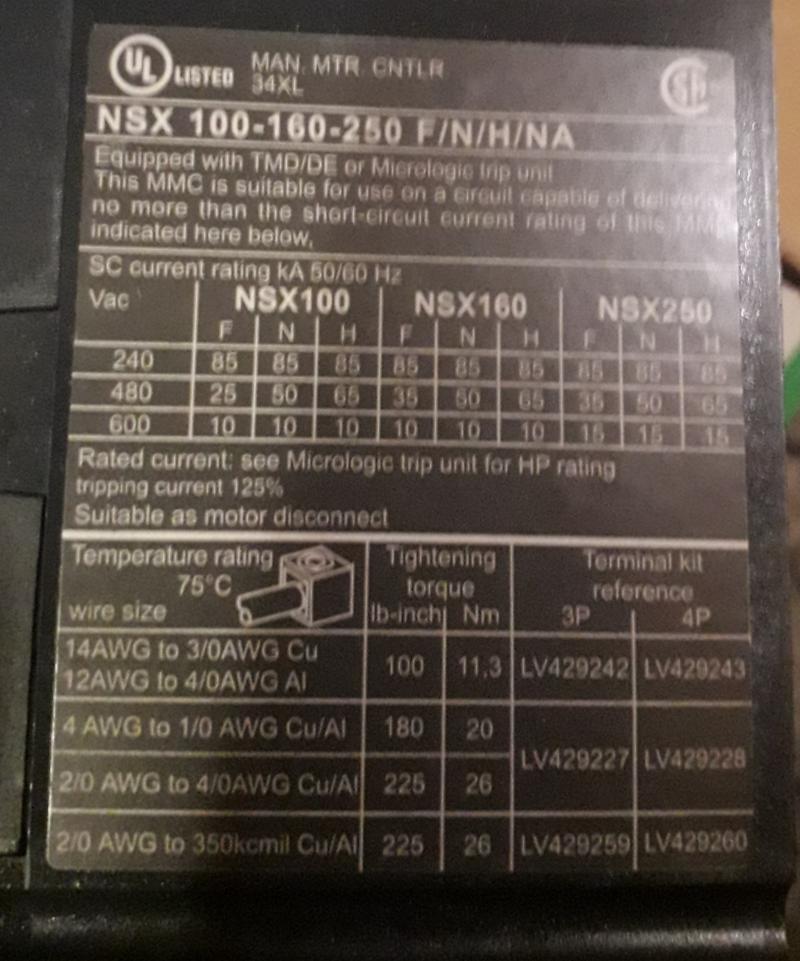 UL LISTED MAN. MTR. CNTLR
34XL
NSX 100-160-250 F/N/H/NA
Equipped with TMD/DE or Micrologic trip unit
This MMC is suitable for use on a circuit capable of delivering
no more than the short-circuit current rating of this MMC
indicated here below,
SC current rating kA 50/60 Hz
Vac NSX100 NSX160 NSX250
F N H F N H F N H
240 85 85 85 85 85 85 85 85 85
480 25 50 65 35 50 65 35 50 65
600 10 10 10 10 10 10 15 15 15
Rated current: see Micrologic trip unit for HP rating
tripping current 125%
Suitable as motor disconnect
Temperature rating Tightening Terminal kit
75°C torque reference
wire size lb-inch Nm 3P 4P
14AWG to 3/0AWG Cu
12AWG to 4/0AWG Al 100 11,3 LV429242 LV429243
4 AWG to 1/0 AWG Cu/Al 180 20
LV429227 LV429228
2/0 AWG to 4/0AWG Cu/Al 225 26
2/0 AWG to 350kcmil Cu/Al 225 26 LV429259 LV429260